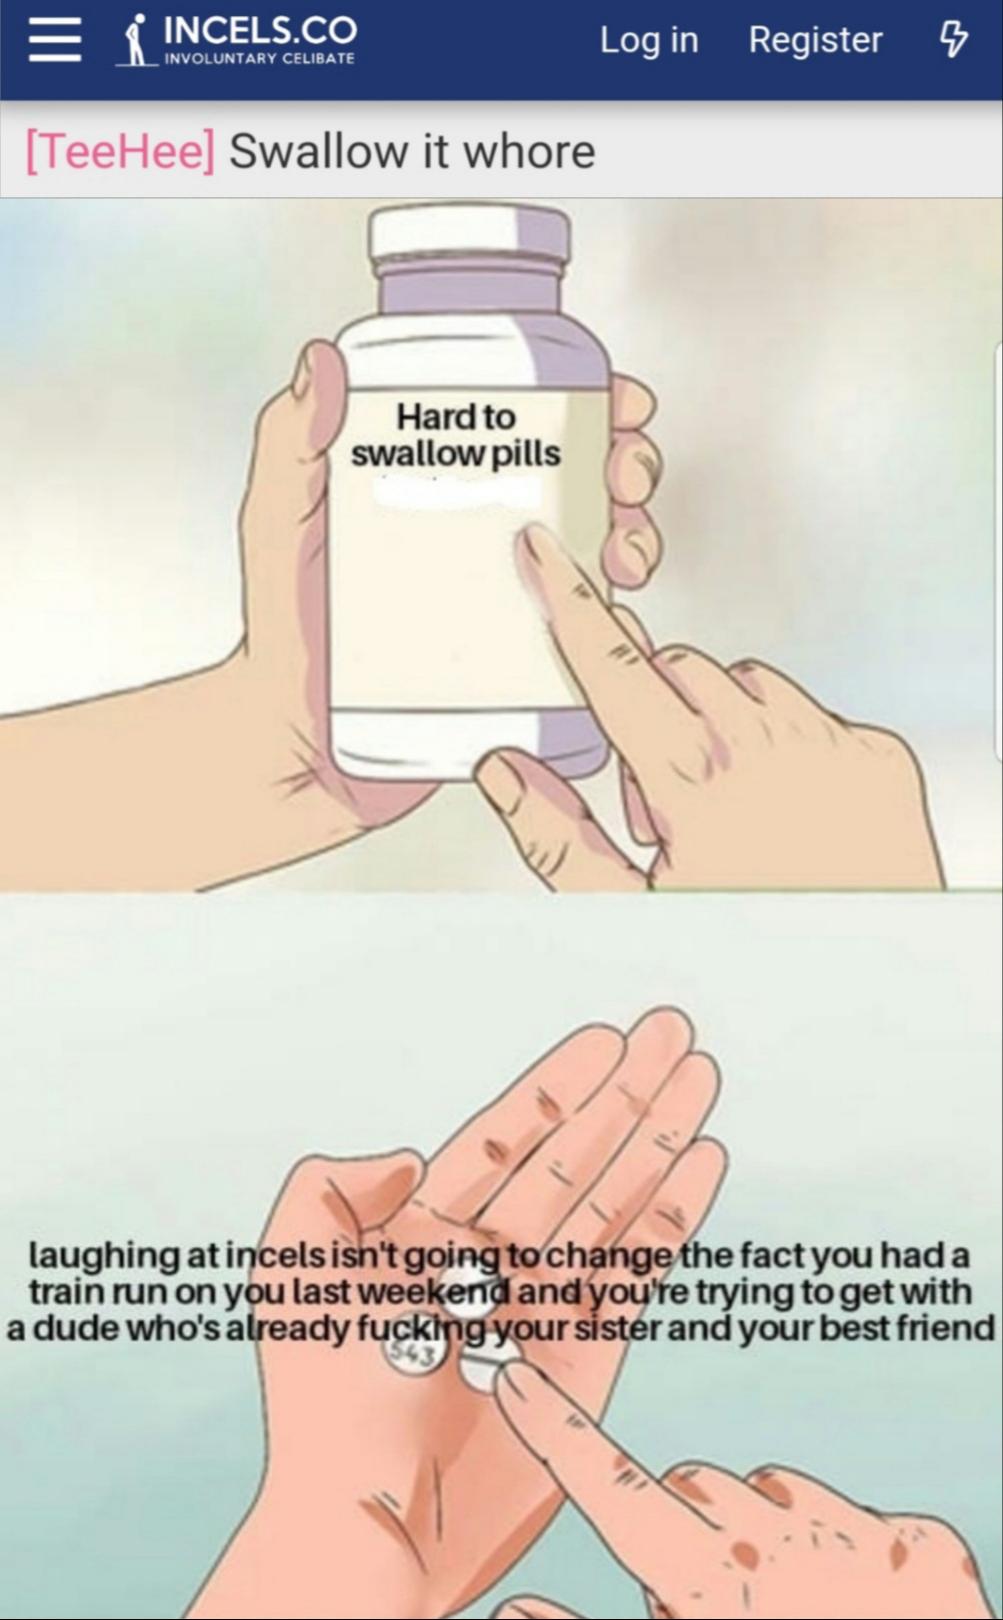 INCELS.CO
INVOLUNTARY CELIBATE
Log in
Register
[TeeHee] Swallow it whore
Hard to
swallow pills
laughing at incels isn't going to change the fact you had a
train run on you last weekend and you're trying to get with
a dude who's already fucking your sister and your best friend
543